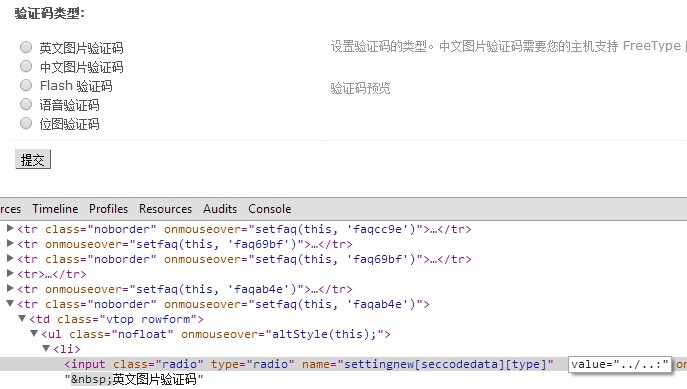 验证码类型:
英文图片验证码
中文图片验证码
Flash 验证码
语音验证码
位图验证码
设置验证码的类型。中文图片验证码需要您的主机支持 FreeType
验证码预览
提交
rces Timeline Profiles Resources Audits Console
<tr class="noborder" onmouseover="setfaq(this, 'faqcc9e')">…</tr>
<tr onmouseover="setfaq(this, 'faq69bf')">…</tr>
<tr class="noborder" onmouseover="setfaq(this, 'faq69bf')">…</tr>
<tr>…</tr>
<tr onmouseover="setfaq(this, 'faqab4e')">…</tr>
<tr class="noborder" onmouseover="setfaq(this, 'faqab4e')">
<td class="vtop rowform">
<ul class="nofloat" onmouseover="altStyle(this);">
<li>
<input class="radio" type="radio" name="settingnew[seccodedata][type]" value="../..:" on
"&nbsp;英文图片验证码"